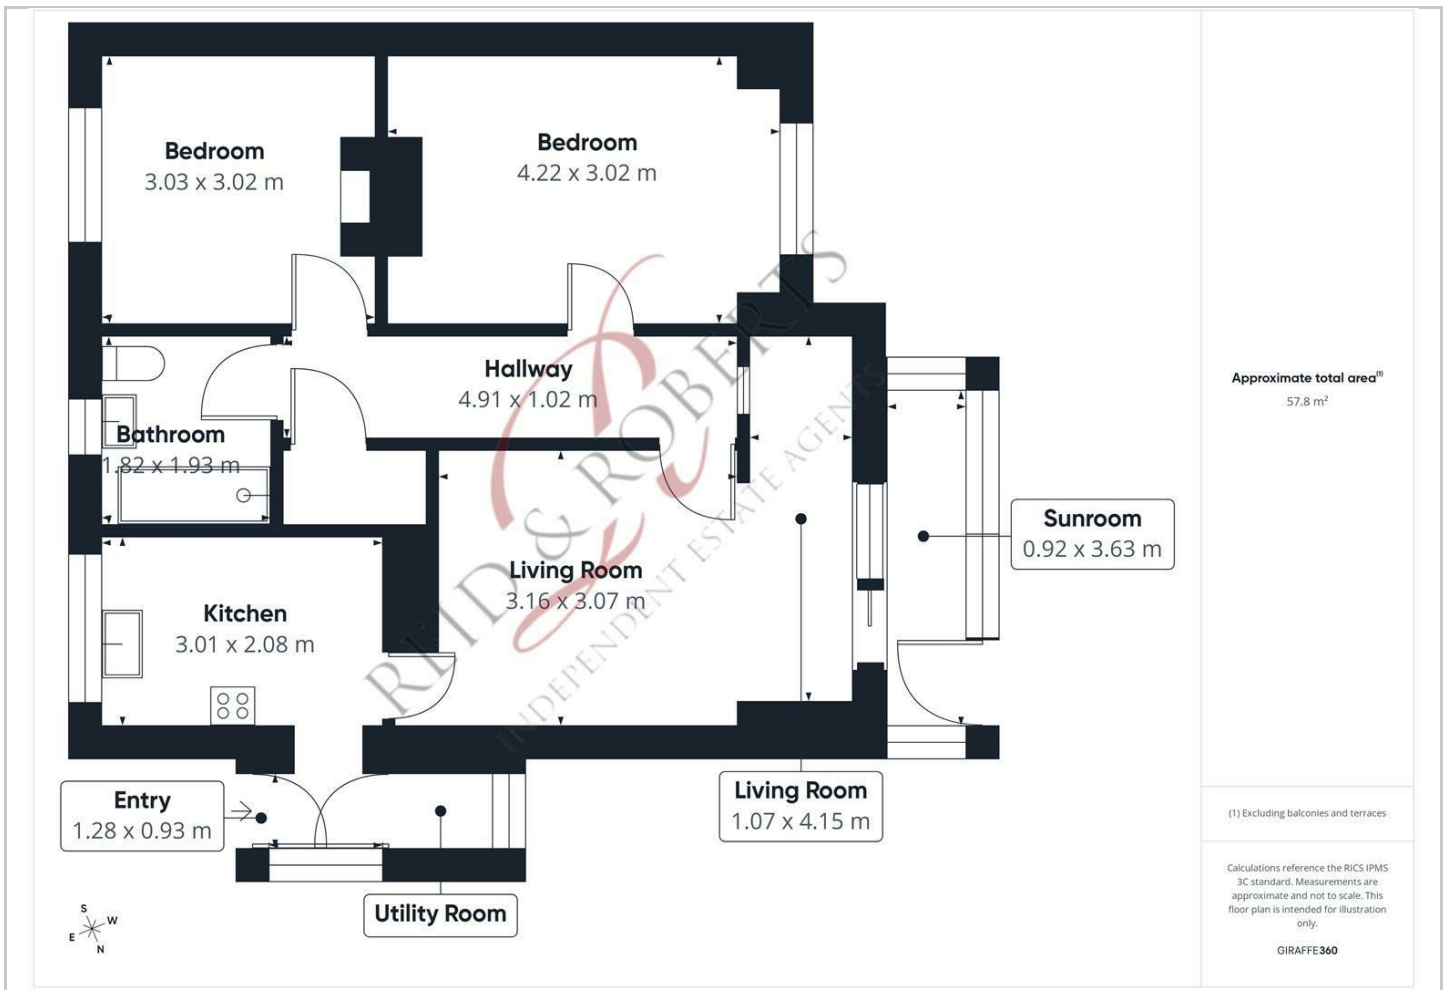 Bedroom
3.03 x 3.02 m
Bedroom
4.22 x 3.02 m
Hallway
4.91 x 1.02 m
Bathroom
1.82 x 1.93 m
Living Room
3.16 x 3.07 m
Kitchen
3.01 x 2.08 m
Sunroom
0.92 x 3.63 m
Entry
1.28 x 0.93 m
Living Room
1.07 x 4.15 m
Utility Room
REID & ROBERTS
INDEPENDENT ESTATE AGENTS
S
W
E
N
Approximate total area(1)
57.8 m²
(1) Excluding balconies and terraces
Calculations reference the RICS IPMS
3C standard. Measurements are
approximate and not to scale. This
floor plan is intended for illustration
only.
GIRAFFE360